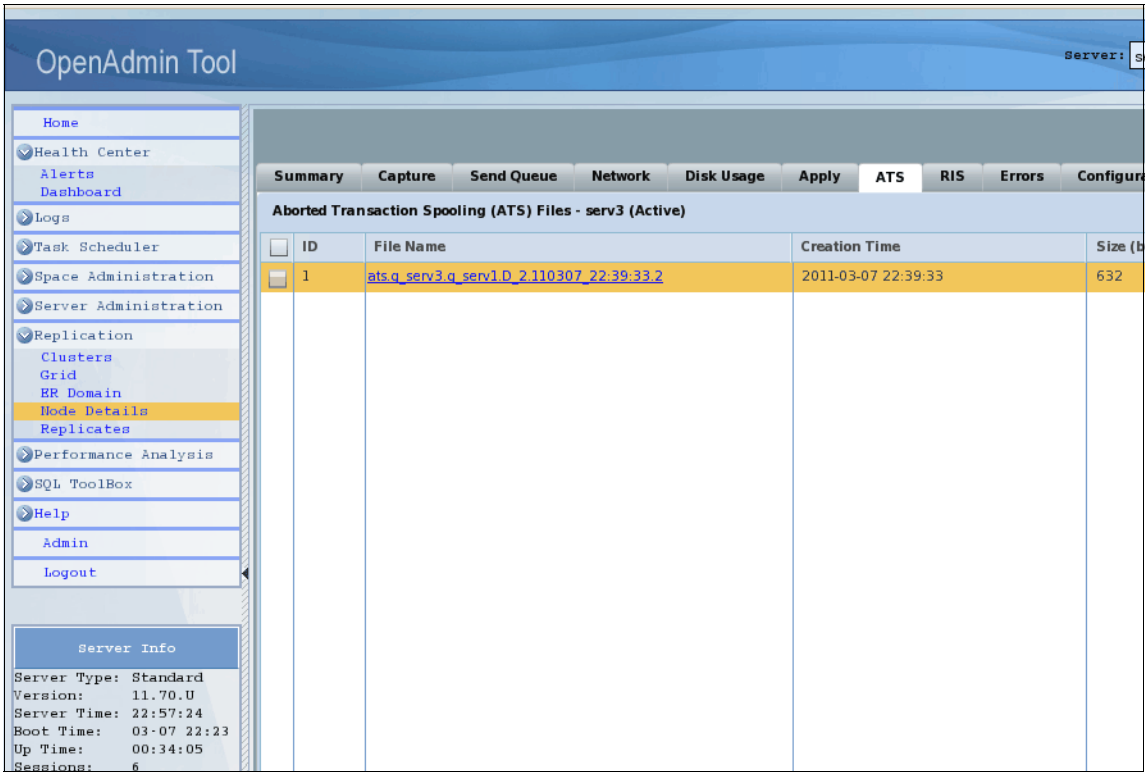 OpenAdmin Tool
Server:
Home
Health Center
Alerts
Dashboard
Logs
Task Scheduler
Space Administration
Server Administration
Replication
Clusters
Grid
ER Domain
Node Details
Replicates
Performance Analysis
SQL ToolBox
Help
Admin
Logout
Server Info
Server Type: Standard
Version: 11.70.U
Server Time: 22:57:24
Boot Time: 03-07 22:23
Up Time: 00:34:05
Sessions: 6
Summary Capture Send Queue Network Disk Usage Apply ATS RIS Errors Configura
Aborted Transaction Spooling (ATS) Files - serv3 (Active)
ID File Name Creation Time Size (b
1 ats.g_serv3.g_serv1.D_2.110307_22:39:33.2 2011-03-07 22:39:33 632